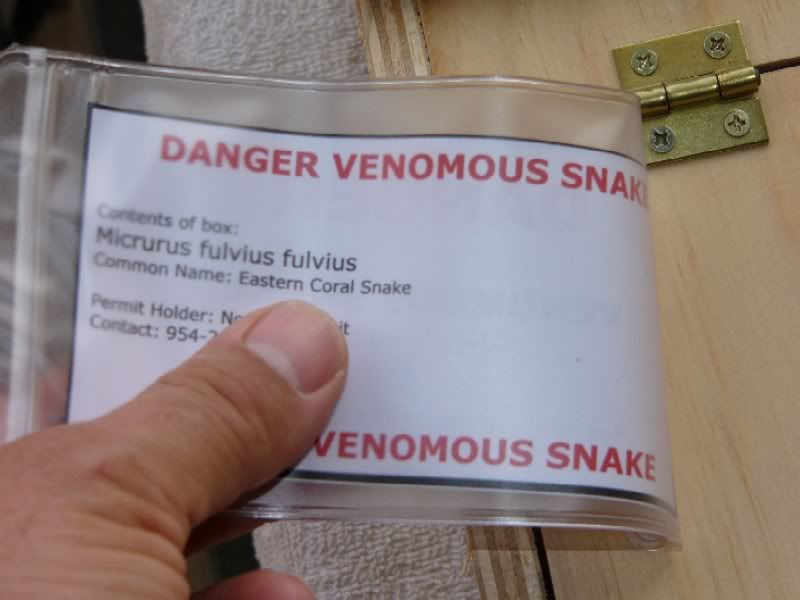 DANGER VENOMOUS SNAKE
Contents of box:
Micrurus fulvius fulvius
Common Name: Eastern Coral Snake
Permit Holder:
Contact: 954-
VENOMOUS SNAKE